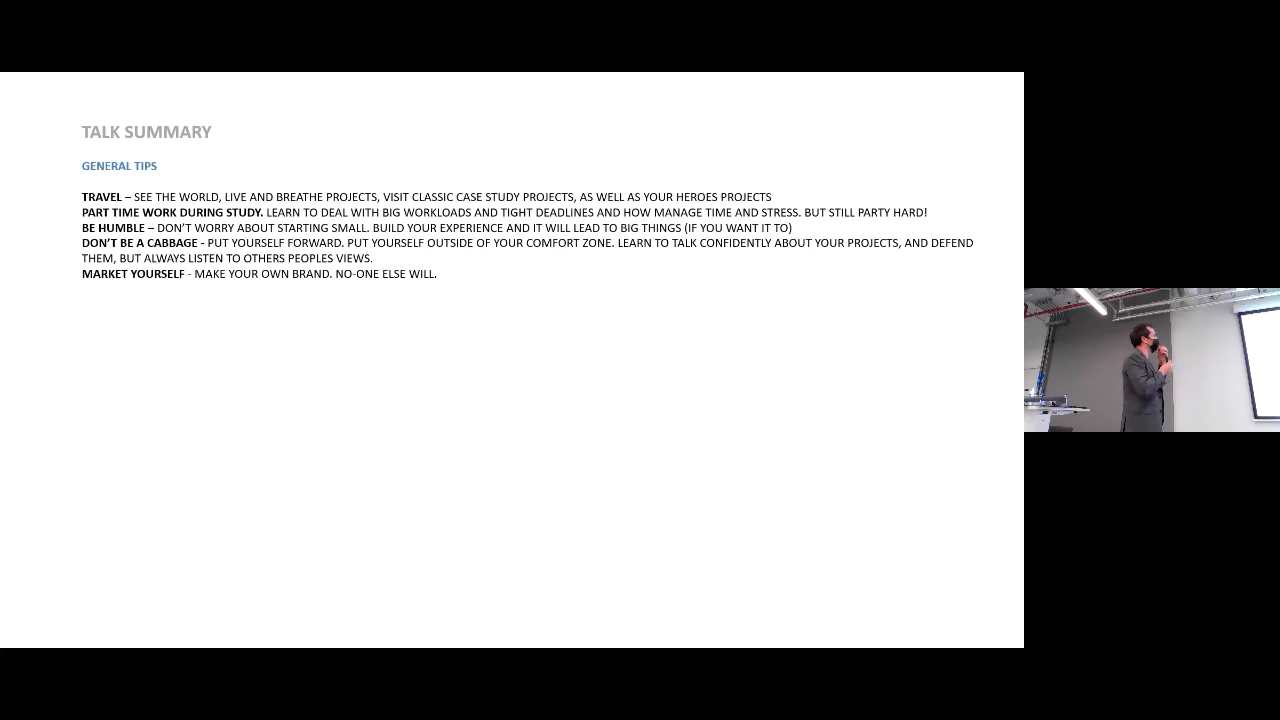 TALK SUMMARY
GENERAL TIPS
TRAVEL – SEE THE WORLD, LIVE AND BREATHE PROJECTS, VISIT CLASSIC CASE STUDY PROJECTS, AS WELL AS YOUR HEROES PROJECTS
PART TIME WORK DURING STUDY. LEARN TO DEAL WITH BIG WORKLOADS AND TIGHT DEADLINES AND HOW MANAGE TIME AND STRESS. BUT STILL PARTY HARD!
BE HUMBLE – DON'T WORRY ABOUT STARTING SMALL. BUILD YOUR EXPERIENCE AND IT WILL LEAD TO BIG THINGS (IF YOU WANT IT TO)
DON'T BE A CABBAGE - PUT YOURSELF FORWARD. PUT YOURSELF OUTSIDE OF YOUR COMFORT ZONE. LEARN TO TALK CONFIDENTLY ABOUT YOUR PROJECTS, AND DEFEND
THEM, BUT ALWAYS LISTEN TO OTHERS PEOPLES VIEWS.
MARKET YOURSELF - MAKE YOUR OWN BRAND. NO-ONE ELSE WILL.